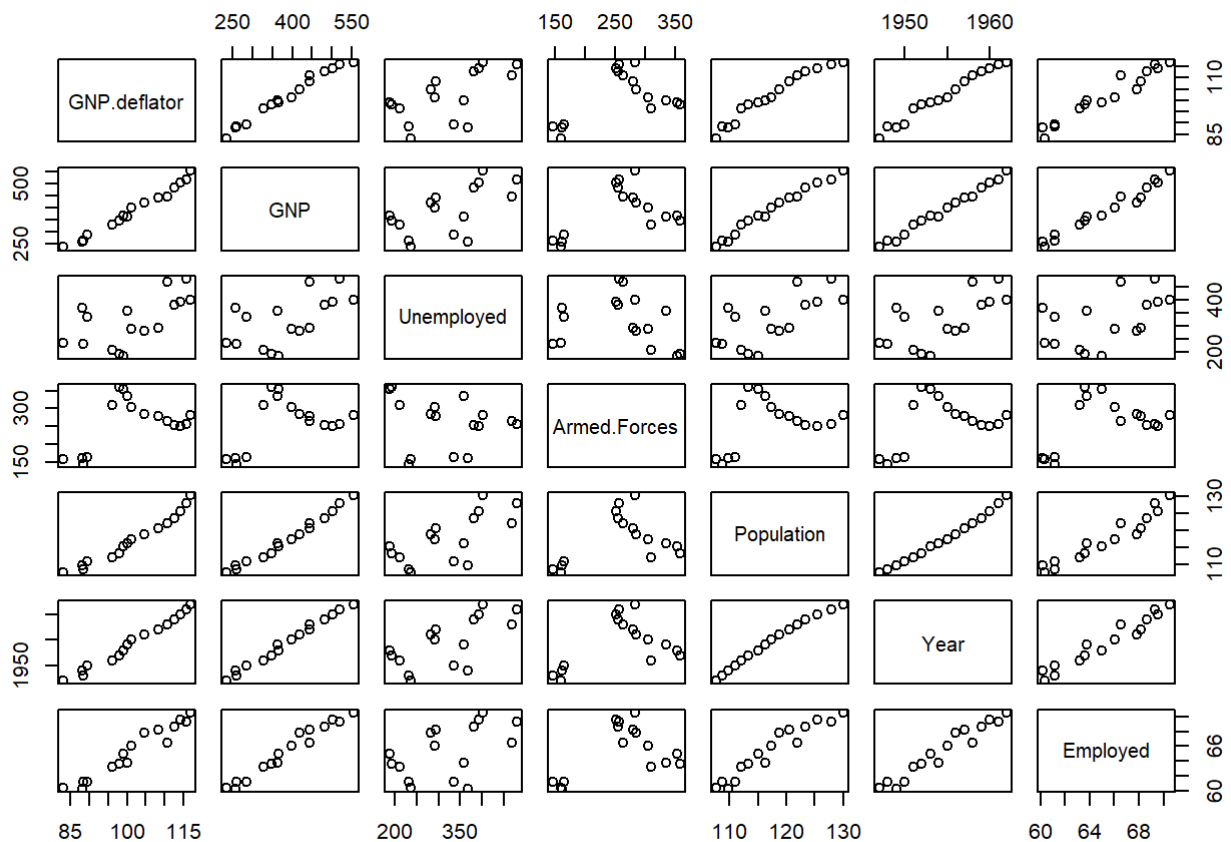 250 400 550 150 250 350 1950 1960
GNP.deflator 85 110
250 500 GNP
Unemployed 200 400
150 300 Armed.Forces
Population 110 130
1950 Year
Employed 60 66
85 100 115 200 350 110 120 130 60 64 68